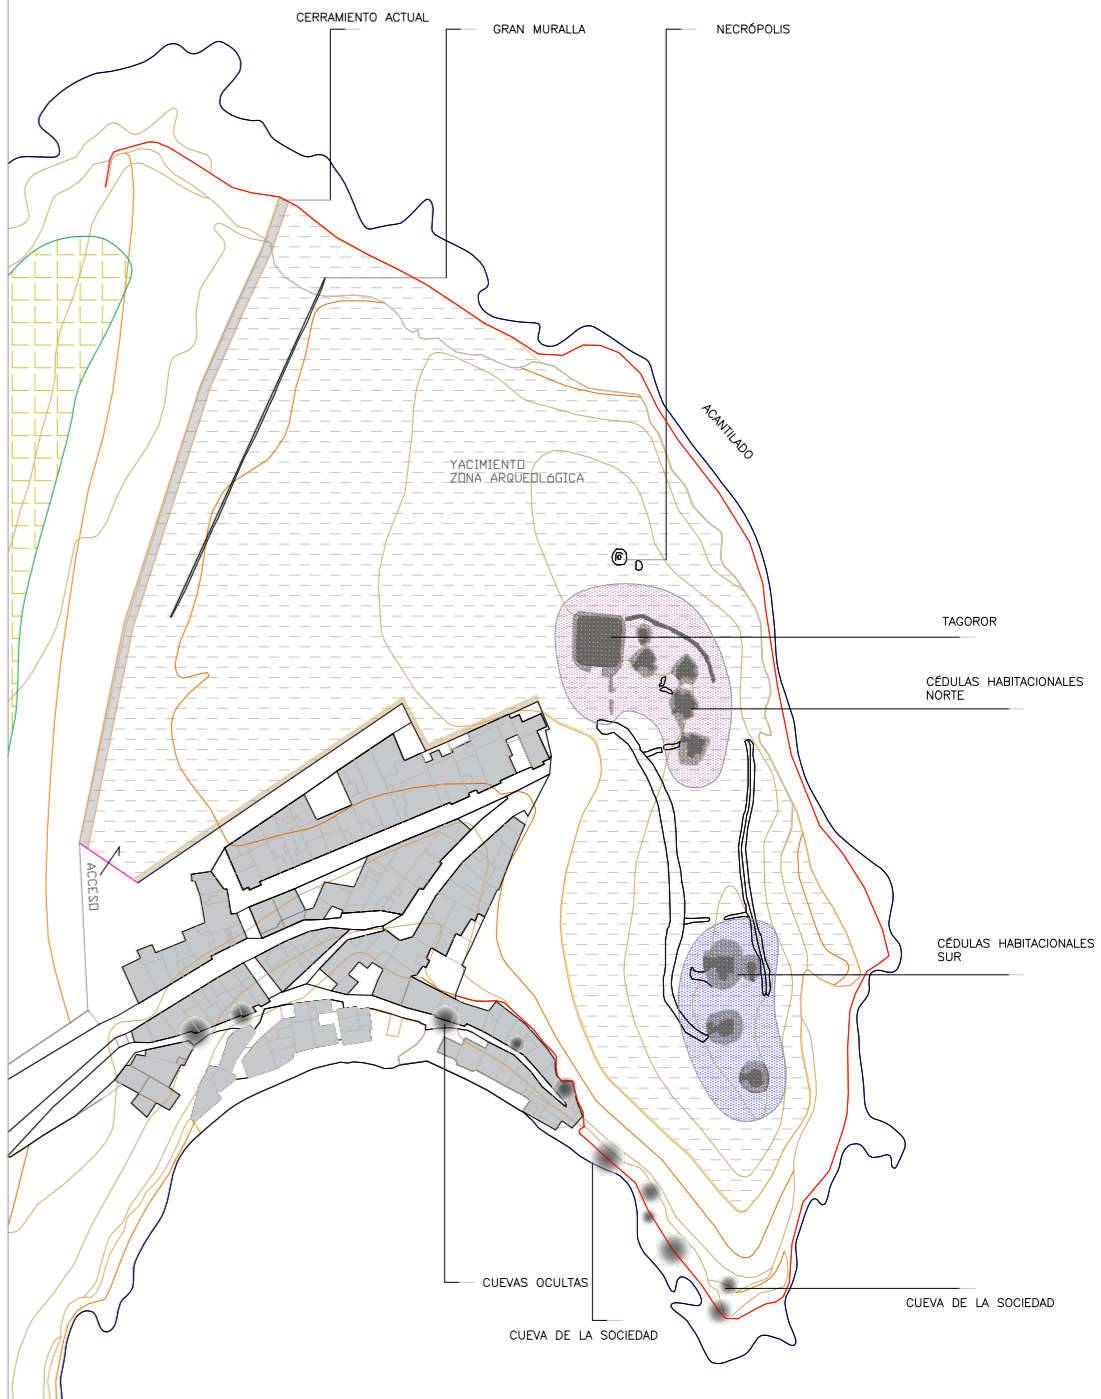 CERRAMIENTO ACTUAL
GRAN MURALLA
NECRÓPOLIS
ACANTILADO
YACIMIENTO
ZONA ARQUEOLóGICA
TAGOROR
CÉDULAS HABITACIONALES
NORTE
ACCESO
CÉDULAS HABITACIONALES
SUR
CUEVAS OCULTAS
CUEVA DE LA SOCIEDAD
CUEVA DE LA SOCIEDAD